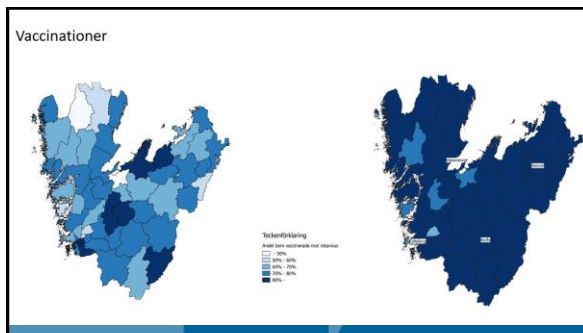 Vaccinationer
Teckenförklaring
Andel barn vaccinerade mot rotavirus
- 50%
50% - 60%
60% - 70%
70% - 80%
80% -